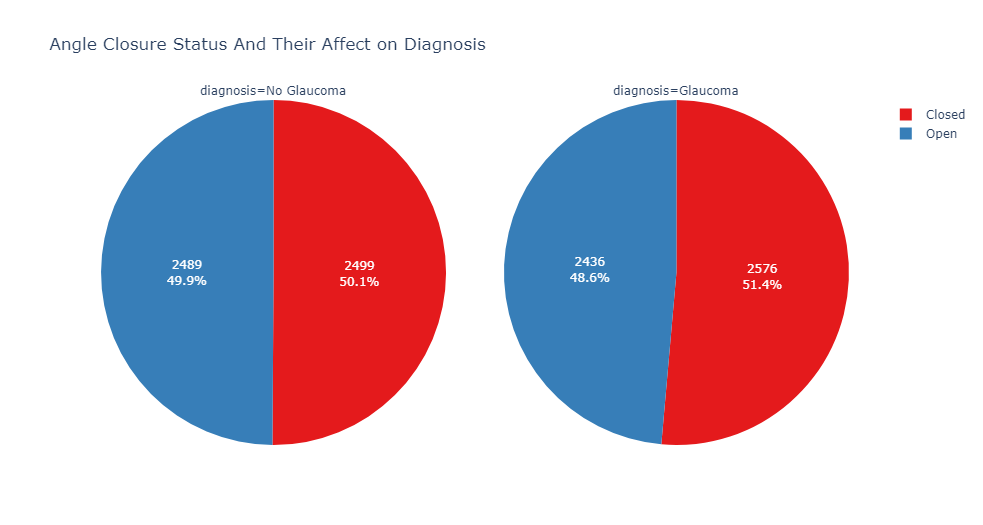 Angle Closure Status And Their Affect on Diagnosis
diagnosis=No Glaucoma
diagnosis=Glaucoma
Closed
Open
2489
49.9%
2499
50.1%
2436
48.6%
2576
51.4%